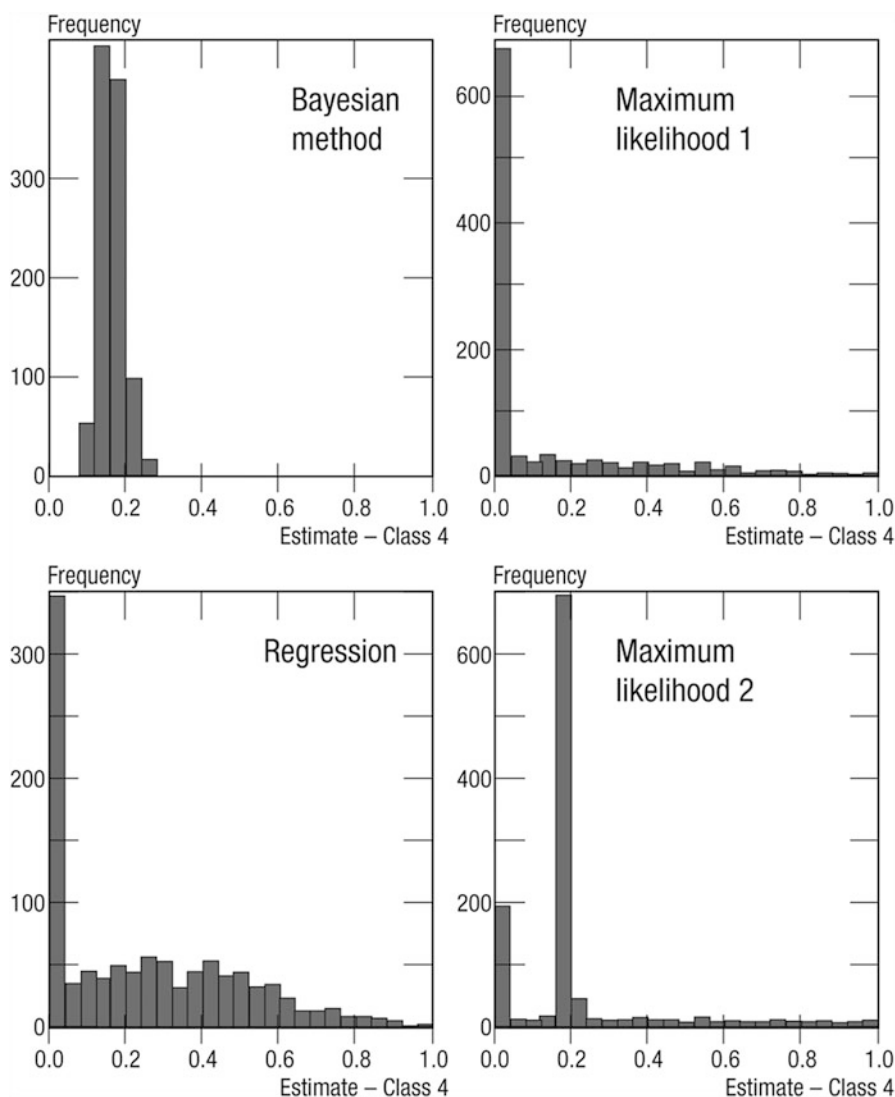 Frequency
Bayesian
method
300
200
100
0
0.0 0.2 0.4 0.6 0.8 1.0
Estimate – Class 4
Frequency
Maximum
likelihood 1
600
400
200
0
0.0 0.2 0.4 0.6 0.8 1.0
Estimate – Class 4
Frequency
Regression
300
200
100
0
0.0 0.2 0.4 0.6 0.8 1.0
Estimate – Class 4
Frequency
Maximum
likelihood 2
600
400
200
0
0.0 0.2 0.4 0.6 0.8 1.0
Estimate – Class 4